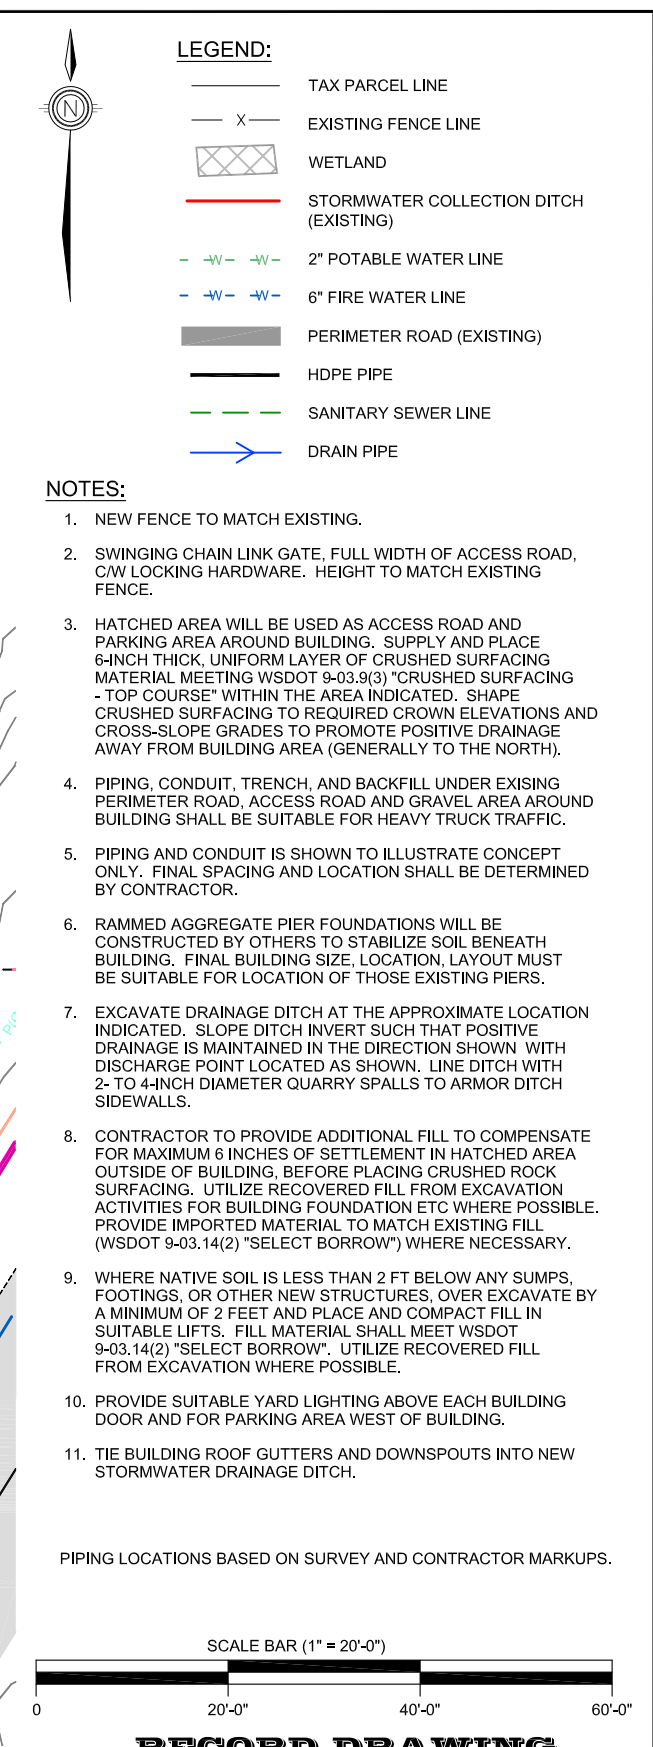 N
LEGEND:
TAX PARCEL LINE
X
EXISTING FENCE LINE
WETLAND
STORMWATER COLLECTION DITCH
(EXISTING)
W W
2" POTABLE WATER LINE
W W
6" FIRE WATER LINE
PERIMETER ROAD (EXISTING)
HDPE PIPE
SANITARY SEWER LINE
DRAIN PIPE
NOTES:
1. NEW FENCE TO MATCH EXISTING.
2. SWINGING CHAIN LINK GATE, FULL WIDTH OF ACCESS ROAD,
C/W LOCKING HARDWARE. HEIGHT TO MATCH EXISTING
FENCE.
3. HATCHED AREA WILL BE USED AS ACCESS ROAD AND
PARKING AREA AROUND BUILDING. SUPPLY AND PLACE
6-INCH THICK, UNIFORM LAYER OF CRUSHED SURFACING
MATERIAL MEETING WSDOT 9-03.9(3) "CRUSHED SURFACING
- TOP COURSE" WITHIN THE AREA INDICATED. SHAPE
CRUSHED SURFACING TO REQUIRED CROWN ELEVATIONS AND
CROSS-SLOPE GRADES TO PROMOTE POSITIVE DRAINAGE
AWAY FROM BUILDING AREA (GENERALLY TO THE NORTH).
4. PIPING, CONDUIT, TRENCH, AND BACKFILL UNDER EXISING
PERIMETER ROAD, ACCESS ROAD AND GRAVEL AREA AROUND
BUILDING SHALL BE SUITABLE FOR HEAVY TRUCK TRAFFIC.
5. PIPING AND CONDUIT IS SHOWN TO ILLUSTRATE CONCEPT
ONLY. FINAL SPACING AND LOCATION SHALL BE DETERMINED
BY CONTRACTOR.
6. RAMMED AGGREGATE PIER FOUNDATIONS WILL BE
CONSTRUCTED BY OTHERS TO STABILIZE SOIL BENEATH
BUILDING. FINAL BUILDING SIZE, LOCATION, LAYOUT MUST
BE SUITABLE FOR LOCATION OF THOSE EXISTING PIERS.
P/C
7. EXCAVATE DRAINAGE DITCH AT THE APPROXIMATE LOCATION
INDICATED. SLOPE DITCH INVERT SUCH THAT POSITIVE
DRAINAGE IS MAINTAINED IN THE DIRECTION SHOWN WITH
DISCHARGE POINT LOCATED AS SHOWN. LINE DITCH WITH
2- TO 4-INCH DIAMETER QUARRY SPALLS TO ARMOR DITCH
SIDEWALLS.
8. CONTRACTOR TO PROVIDE ADDITIONAL FILL TO COMPENSATE
FOR MAXIMUM 6 INCHES OF SETTLEMENT IN HATCHED AREA
OUTSIDE OF BUILDING, BEFORE PLACING CRUSHED ROCK
SURFACING. UTILIZE RECOVERED FILL FROM EXCAVATION
ACTIVITIES FOR BUILDING FOUNDATION ETC WHERE POSSIBLE.
PROVIDE IMPORTED MATERIAL TO MATCH EXISTING FILL
(WSDOT 9-03.14(2) "SELECT BORROW") WHERE NECESSARY.
9. WHERE NATIVE SOIL IS LESS THAN 2 FT BELOW ANY SUMPS,
FOOTINGS, OR OTHER NEW STRUCTURES, OVER EXCAVATE BY
A MINIMUM OF 2 FEET AND PLACE AND COMPACT FILL IN
SUITABLE LIFTS. FILL MATERIAL SHALL MEET WSDOT
9-03.14(2) "SELECT BORROW". UTILIZE RECOVERED FILL
FROM EXCAVATION WHERE POSSIBLE.
10. PROVIDE SUITABLE YARD LIGHTING ABOVE EACH BUILDING
DOOR AND FOR PARKING AREA WEST OF BUILDING.
11. TIE BUILDING ROOF GUTTERS AND DOWNSPOUTS INTO NEW
STORMWATER DRAINAGE DITCH.
PIPING LOCATIONS BASED ON SURVEY AND CONTRACTOR MARKUPS.
SCALE BAR (1" = 20'-0")
0 20'-0" 40'-0" 60'-0"
RECORD DRAWING